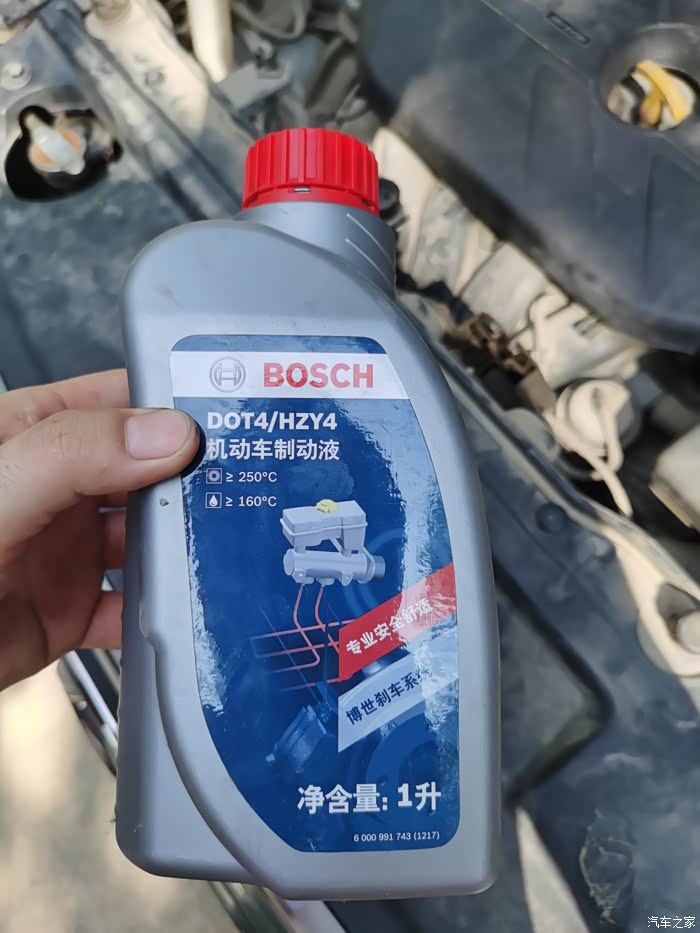 BOSCH
DOT4/HZY4
机动车制动液
≥ 250°C
≥ 160°C
专业安全舒适
博世刹车系
净含量: 1升
6 000 991 743 (1217)
汽车之家